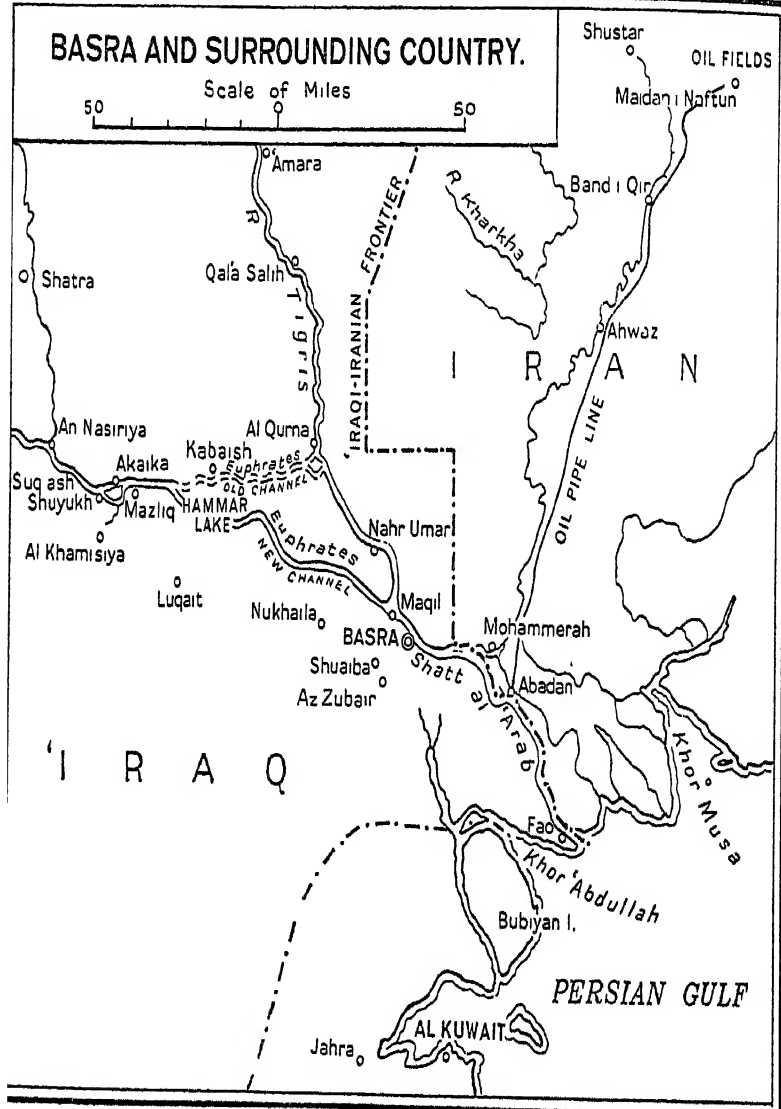 BASRA AND SURROUNDING COUNTRY.
Scale of Miles
50 0 50
Shustar
OIL FIELDS
Maidan i Naftun
'Amara
Band i Qir
R Kharkha
'IRAQI-IRANIAN FRONTIER
R Tigris
Qal'a Salih
Shatra
Ahwaz
I R A N
OIL PIPE LINE
An Nasiriya
Al Qurna
Kabaish
Akaika
Euphrates
OLD CHANNEL
Suq ash
Shuyukh
Mazliq
HAMMAR
LAKE
Al Khamisiya
Euphrates
NEW CHANNEL
Nahr Umar
Luqait
Maqil
Nukhaila
BASRA
Mohammerah
Shuaiba
Az Zubair
Shatt al 'Arab
Abadan
'I R A Q
Khor Musa
Fao
Khor 'Abdullah
Bubiyan I.
PERSIAN GULF
AL KUWAIT
Jahra